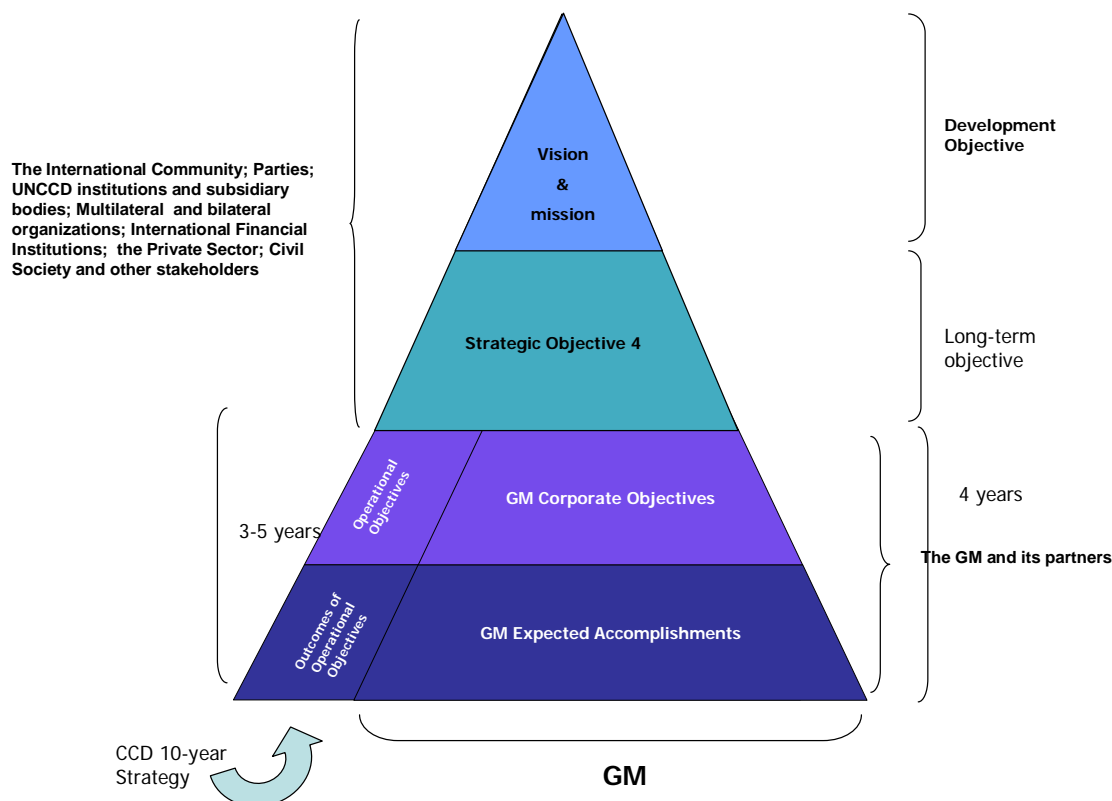 Vision
&
mission
Development
Objective
The International Community; Parties;
UNCCD institutions and subsidiary
bodies; Multilateral and bilateral
organizations; International Financial
Institutions; the Private Sector; Civil
Society and other stakeholders
Strategic Objective 4
Long-term
objective
Operational
Objectives
GM Corporate Objectives
4 years
3-5 years
The GM and its partners
Outcomes of
Operational
Objectives
GM Expected Accomplishments
CCD 10-year
Strategy
GM